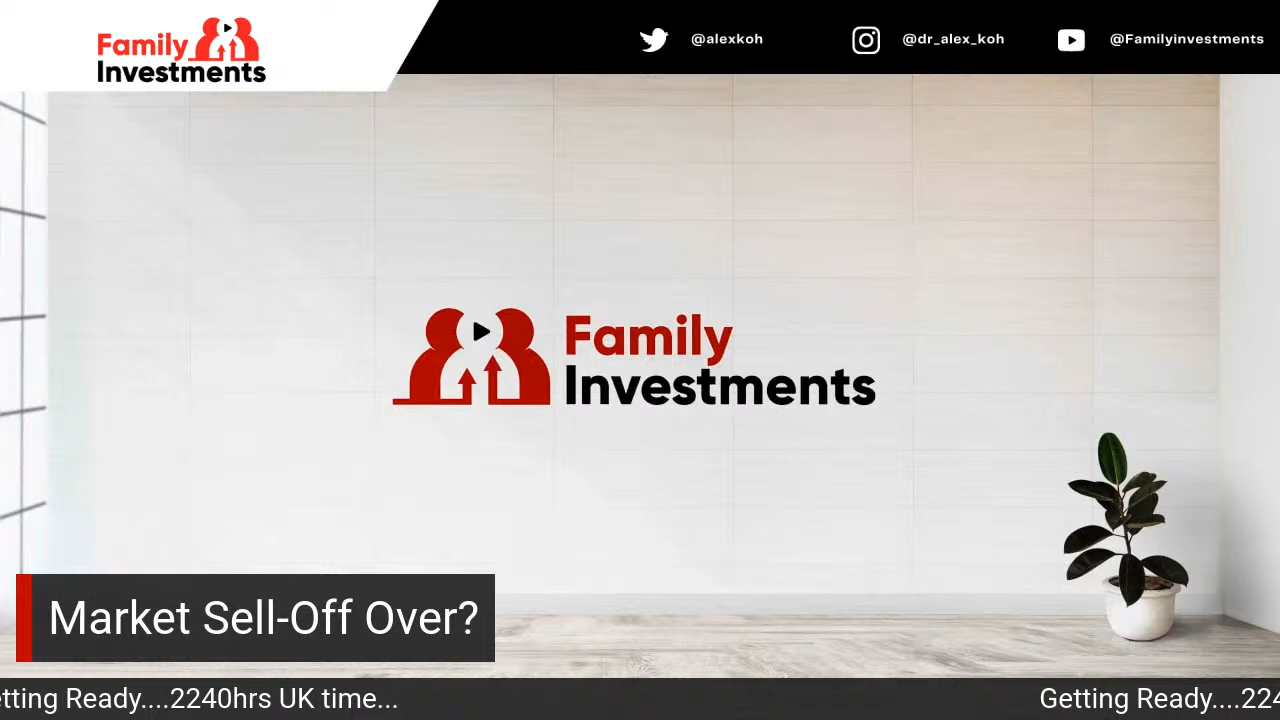 Family
Investments
@alexkoh
@dr_alex_koh
@Familyinvestments
Family
Investments
Market Sell-Off Over?
etting Ready....2240hrs UK time...
Getting Ready....224